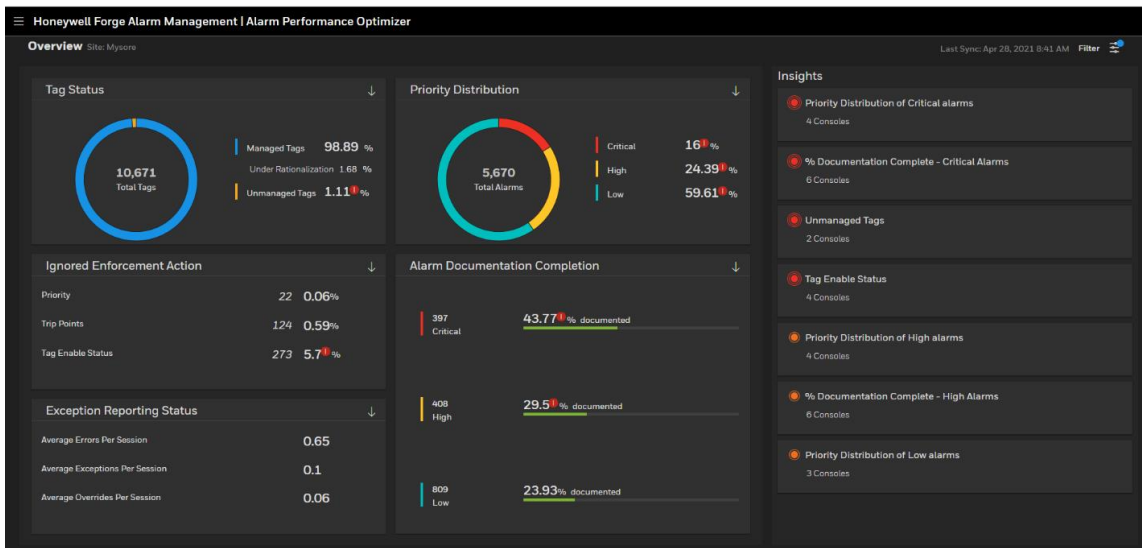 Honeywell Forge Alarm Management | Alarm Performance Optimizer
Overview Site: Mysore
Last Sync: Apr 28, 2021 8:41 AM Filter
Tag Status
10,671
Total Tags
Managed Tags 98.89 %
Under Rationalization 1.68 %
Unmanaged Tags 1.11 %
Priority Distribution
5,670
Total Alarms
Critical 16 %
High 24.39 %
Low 59.61 %
Ignored Enforcement Action
Priority 22 0.06%
Trip Points 124 0.59%
Tag Enable Status 273 5.7 %
Alarm Documentation Completion
397
Critical
43.77 % documented
408
High
29.5 % documented
809
Low
23.93% documented
Exception Reporting Status
Average Errors Per Session 0.65
Average Exceptions Per Session 0.1
Average Overrides Per Session 0.06
Insights
Priority Distribution of Critical alarms
4 Consoles
% Documentation Complete - Critical Alarms
6 Consoles
Unmanaged Tags
2 Consoles
Tag Enable Status
4 Consoles
Priority Distribution of High alarms
4 Consoles
% Documentation Complete - High Alarms
6 Consoles
Priority Distribution of Low alarms
3 Consoles